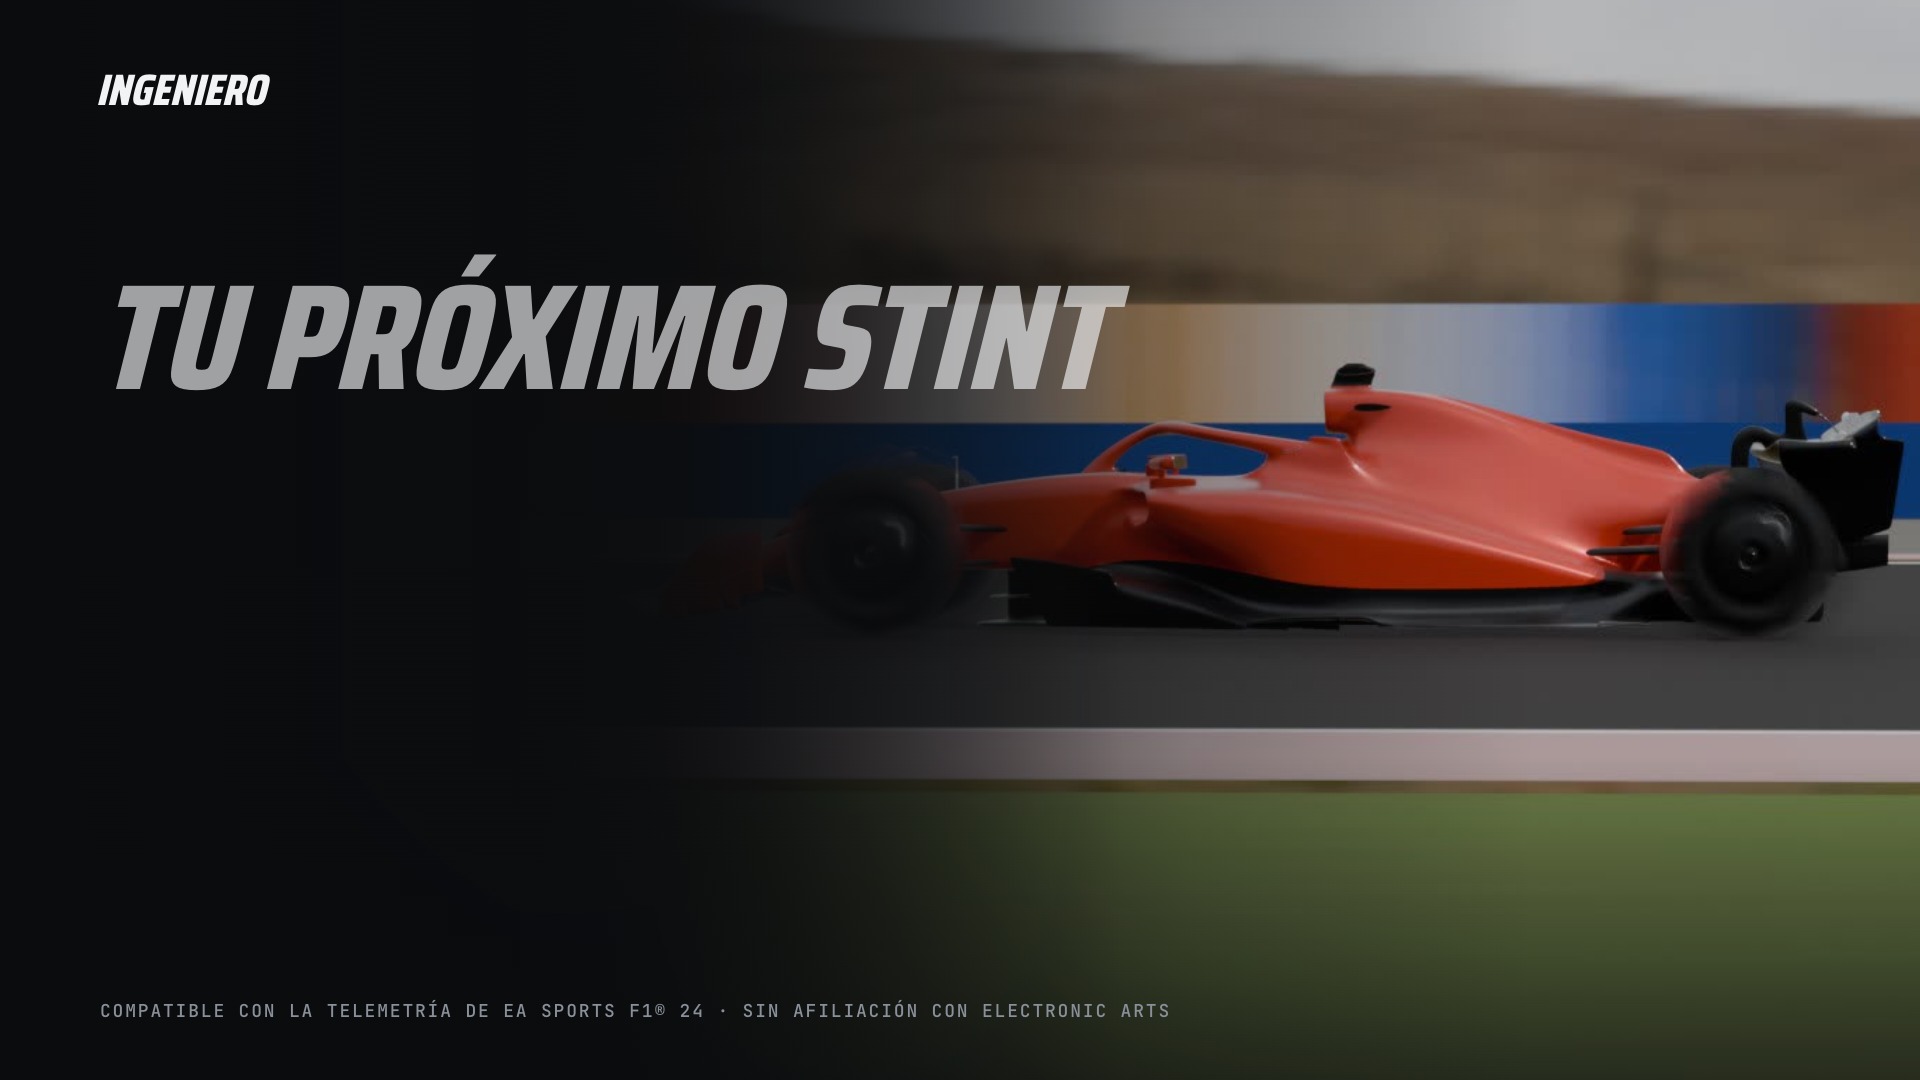 INGENIERO
TU PRÓXIMO STINT
COMPATIBLE CON LA TELEMETRÍA DE EA SPORTS F1® 24 · SIN AFILIACIÓN CON ELECTRONIC ARTS